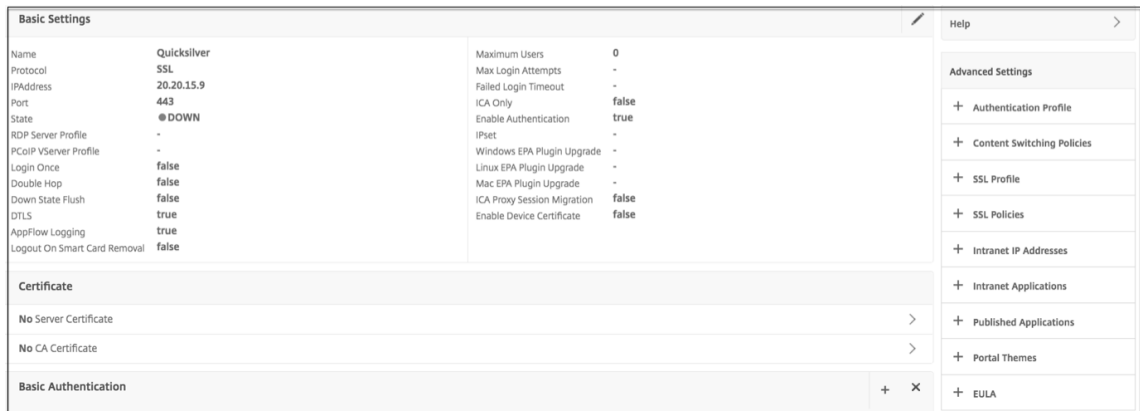 Basic Settings
Name Quicksilver
Protocol SSL
IPAddress 20.20.15.9
Port 443
State DOWN
RDP Server Profile -
PCoIP VServer Profile -
Login Once false
Double Hop false
Down State Flush false
DTLS true
AppFlow Logging true
Logout On Smart Card Removal false
Maximum Users 0
Max Login Attempts -
Failed Login Timeout -
ICA Only false
Enable Authentication true
IPset -
Windows EPA Plugin Upgrade -
Linux EPA Plugin Upgrade -
Mac EPA Plugin Upgrade -
ICA Proxy Session Migration false
Enable Device Certificate false
Certificate
No Server Certificate
No CA Certificate
Basic Authentication
Help
Advanced Settings
+ Authentication Profile
+ Content Switching Policies
+ SSL Profile
+ SSL Policies
+ Intranet IP Addresses
+ Intranet Applications
+ Published Applications
+ Portal Themes
+ EULA